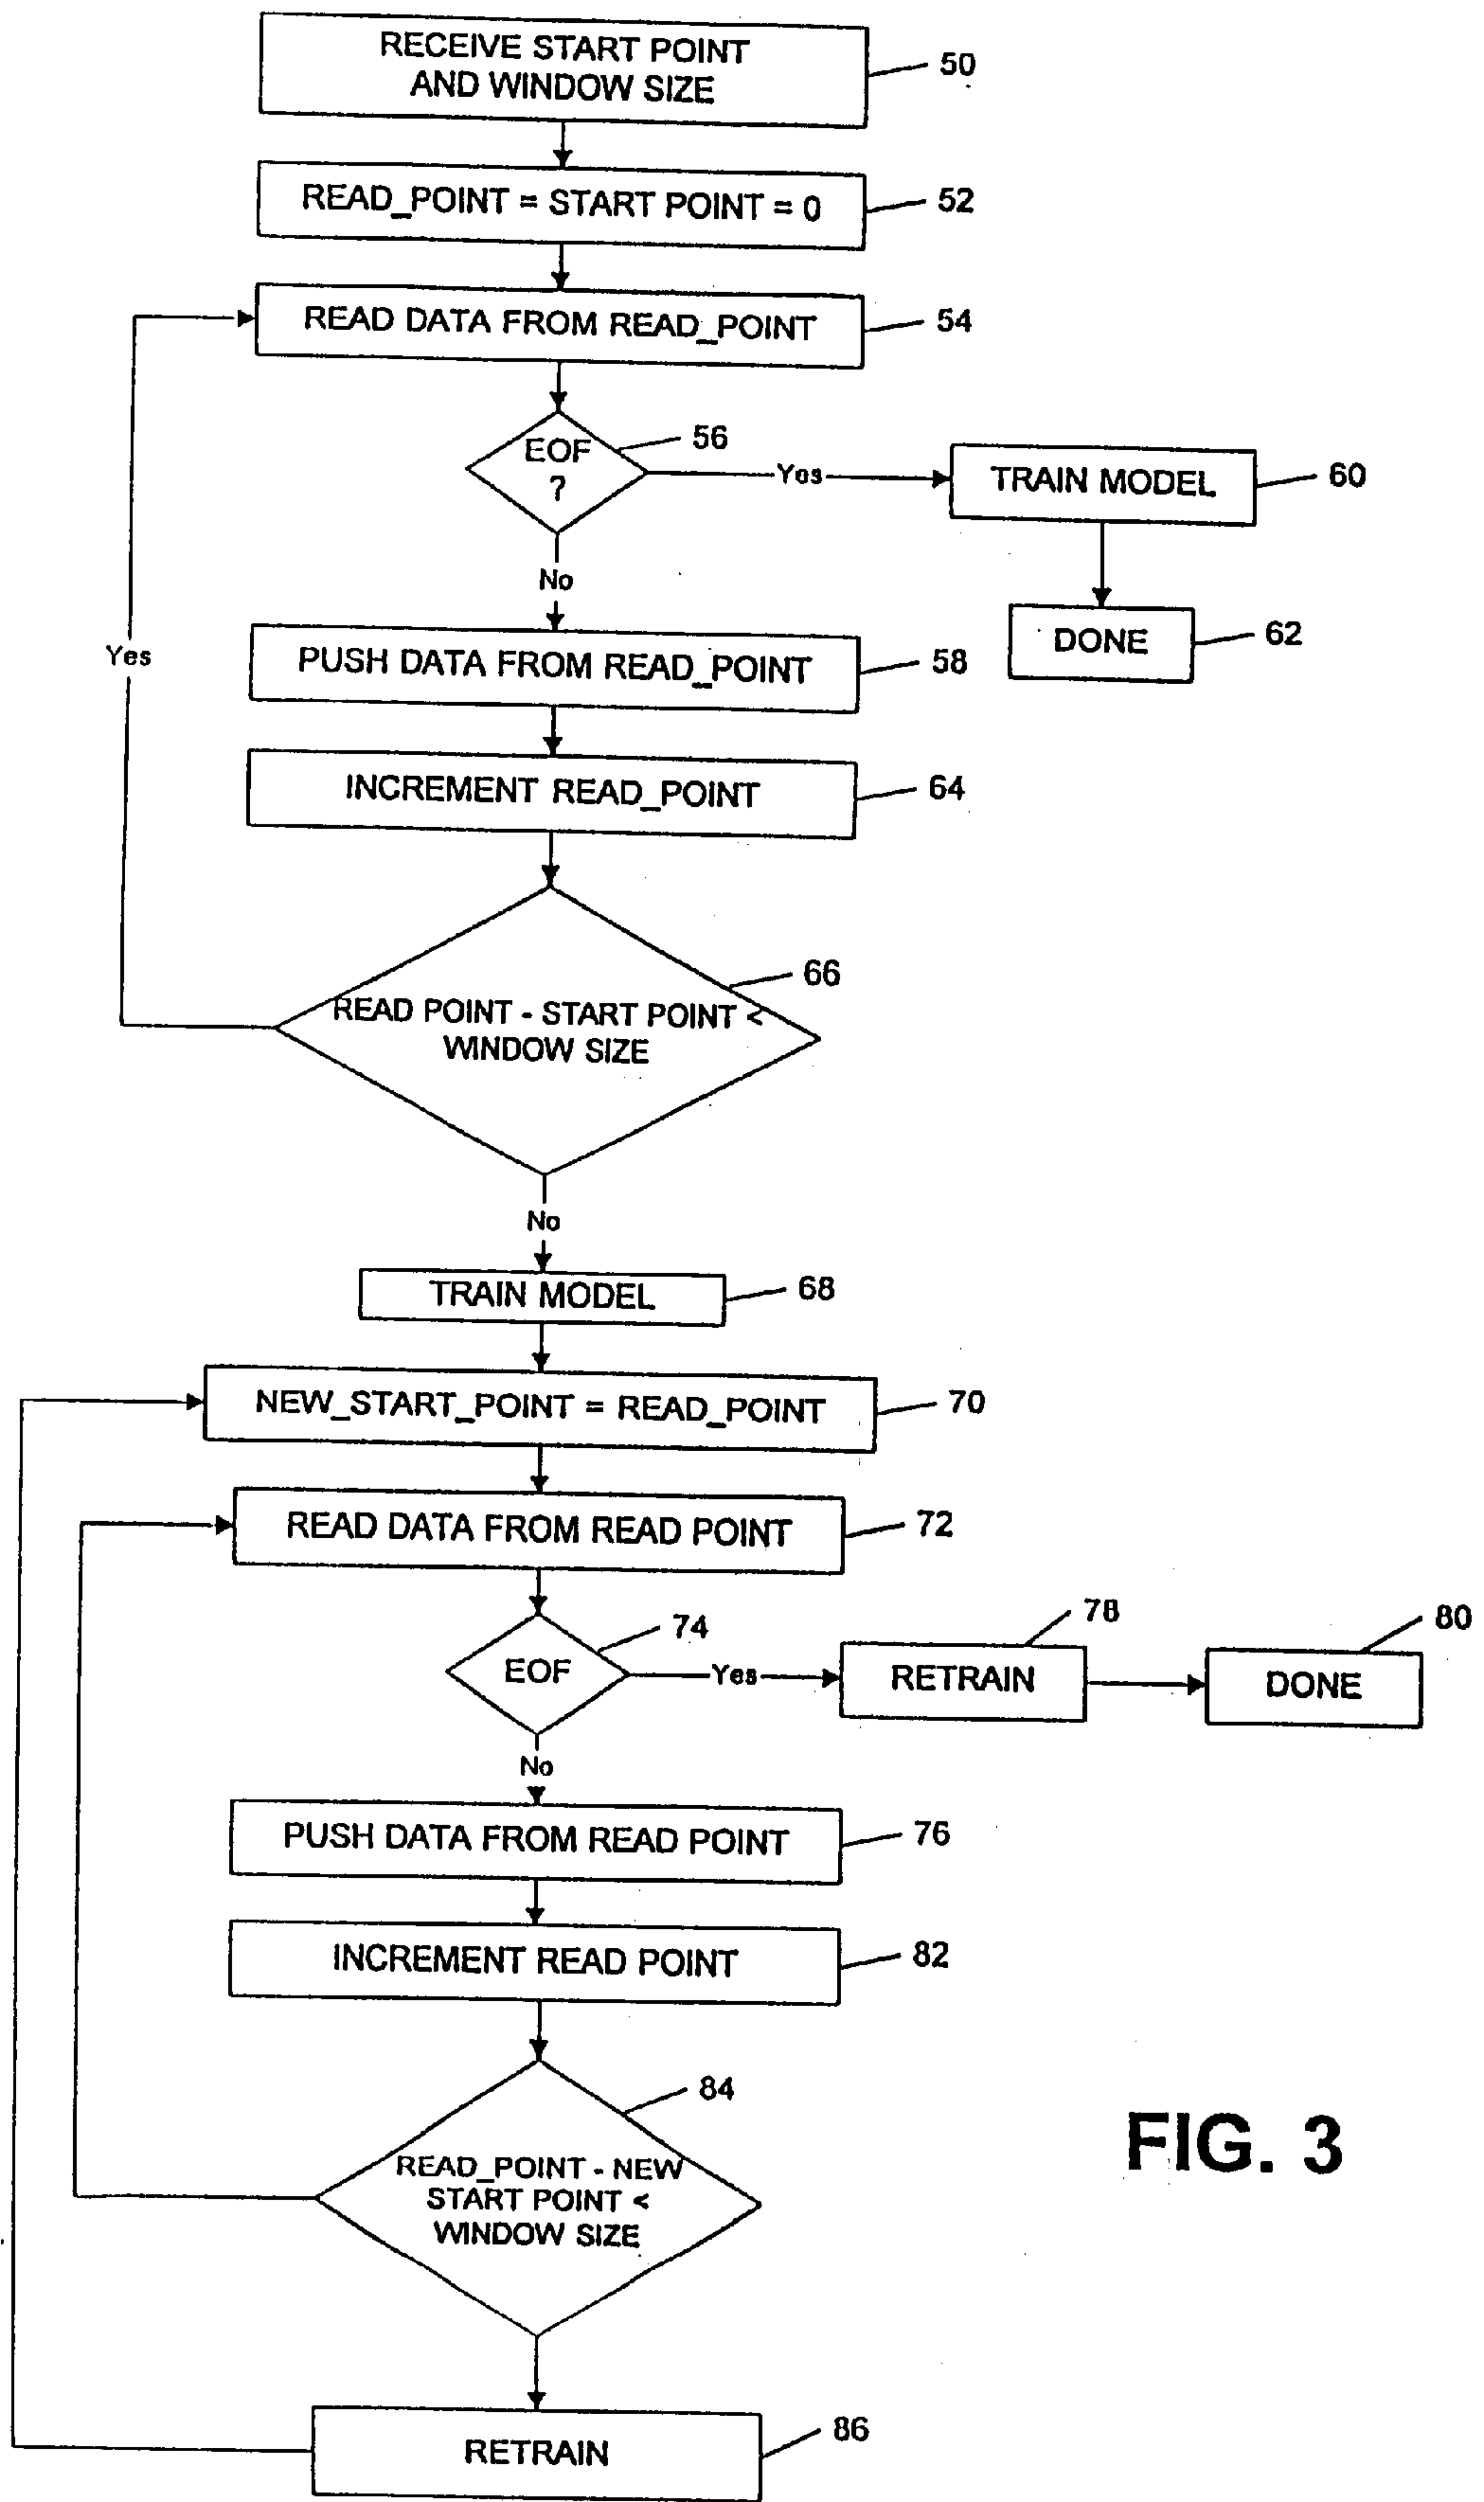 RECEIVE START POINT
AND WINDOW SIZE
50
READ_POINT = START POINT = 0
52
READ DATA FROM READ_POINT
54
EOF
?
56
Yes
TRAIN MODEL
60
No
DONE
62
Yes
PUSH DATA FROM READ_POINT
58
INCREMENT READ_POINT
64
66
READ POINT - START POINT <
WINDOW SIZE
No
TRAIN MODEL
68
NEW_START_POINT = READ_POINT
70
READ DATA FROM READ POINT
72
74
EOF
Yes
78
RETRAIN
80
DONE
No
PUSH DATA FROM READ POINT
76
INCREMENT READ POINT
82
84
READ_POINT - NEW
START POINT <
WINDOW SIZE
FIG. 3
RETRAIN
86